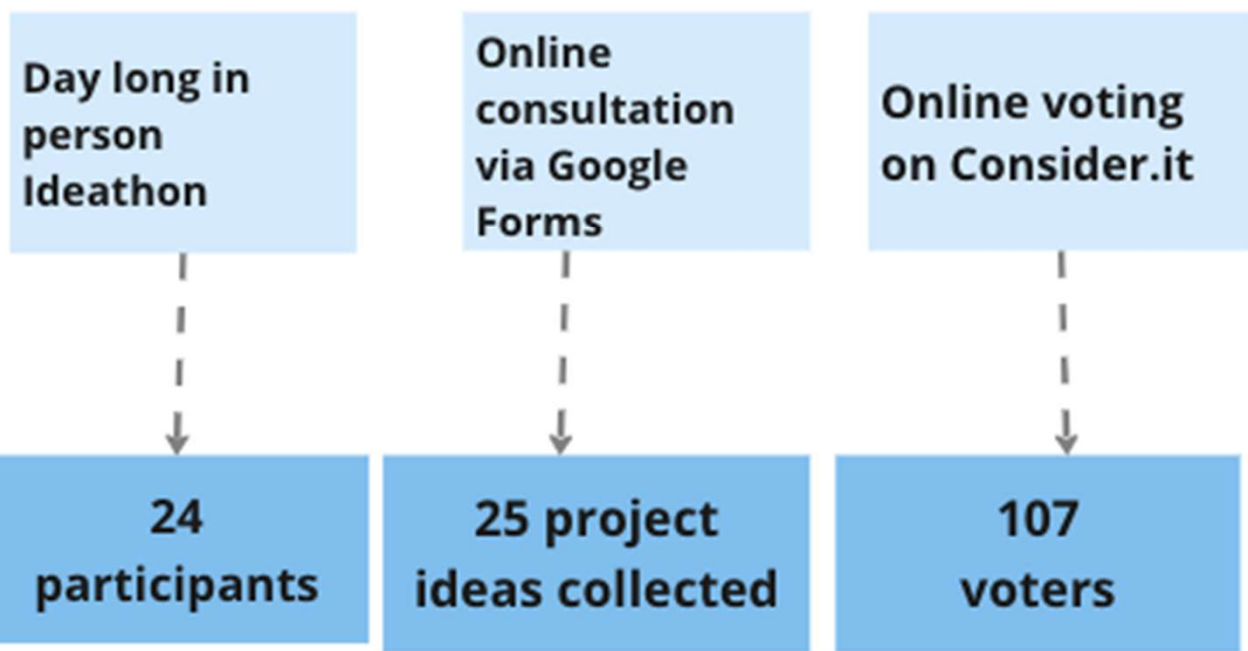 Day long in
person
Ideathon
Online
consultation
via Google
Forms
Online voting
on Consider.it
24
participants
25 project
ideas collected
107
voters